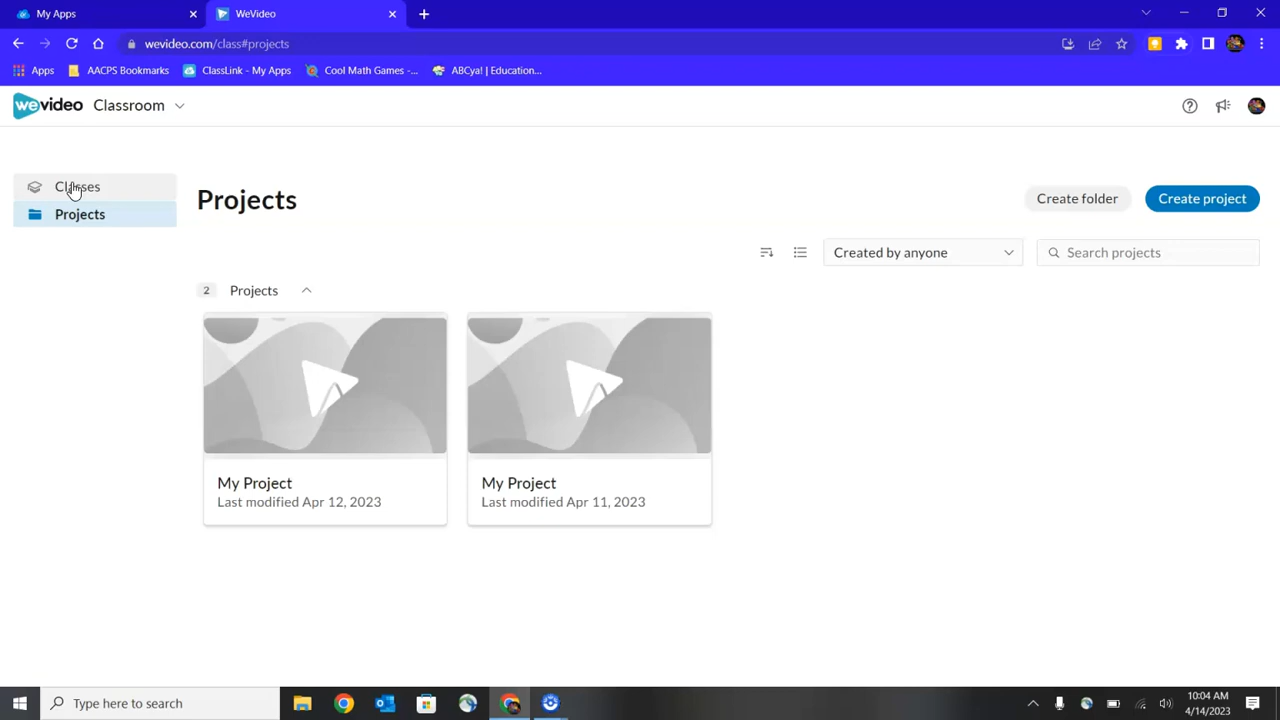 My Apps
WeVideo
wevideo.com/class#projects
Apps
AACPS Bookmarks
ClassLink - My Apps
Cool Math Games -...
ABCya! | Education...
wevideo Classroom
Classes
Projects
Projects
Create folder
Create project
Created by anyone
Search projects
2 Projects
My Project
Last modified Apr 12, 2023
My Project
Last modified Apr 11, 2023
Type here to search
10:04 AM
4/14/2023